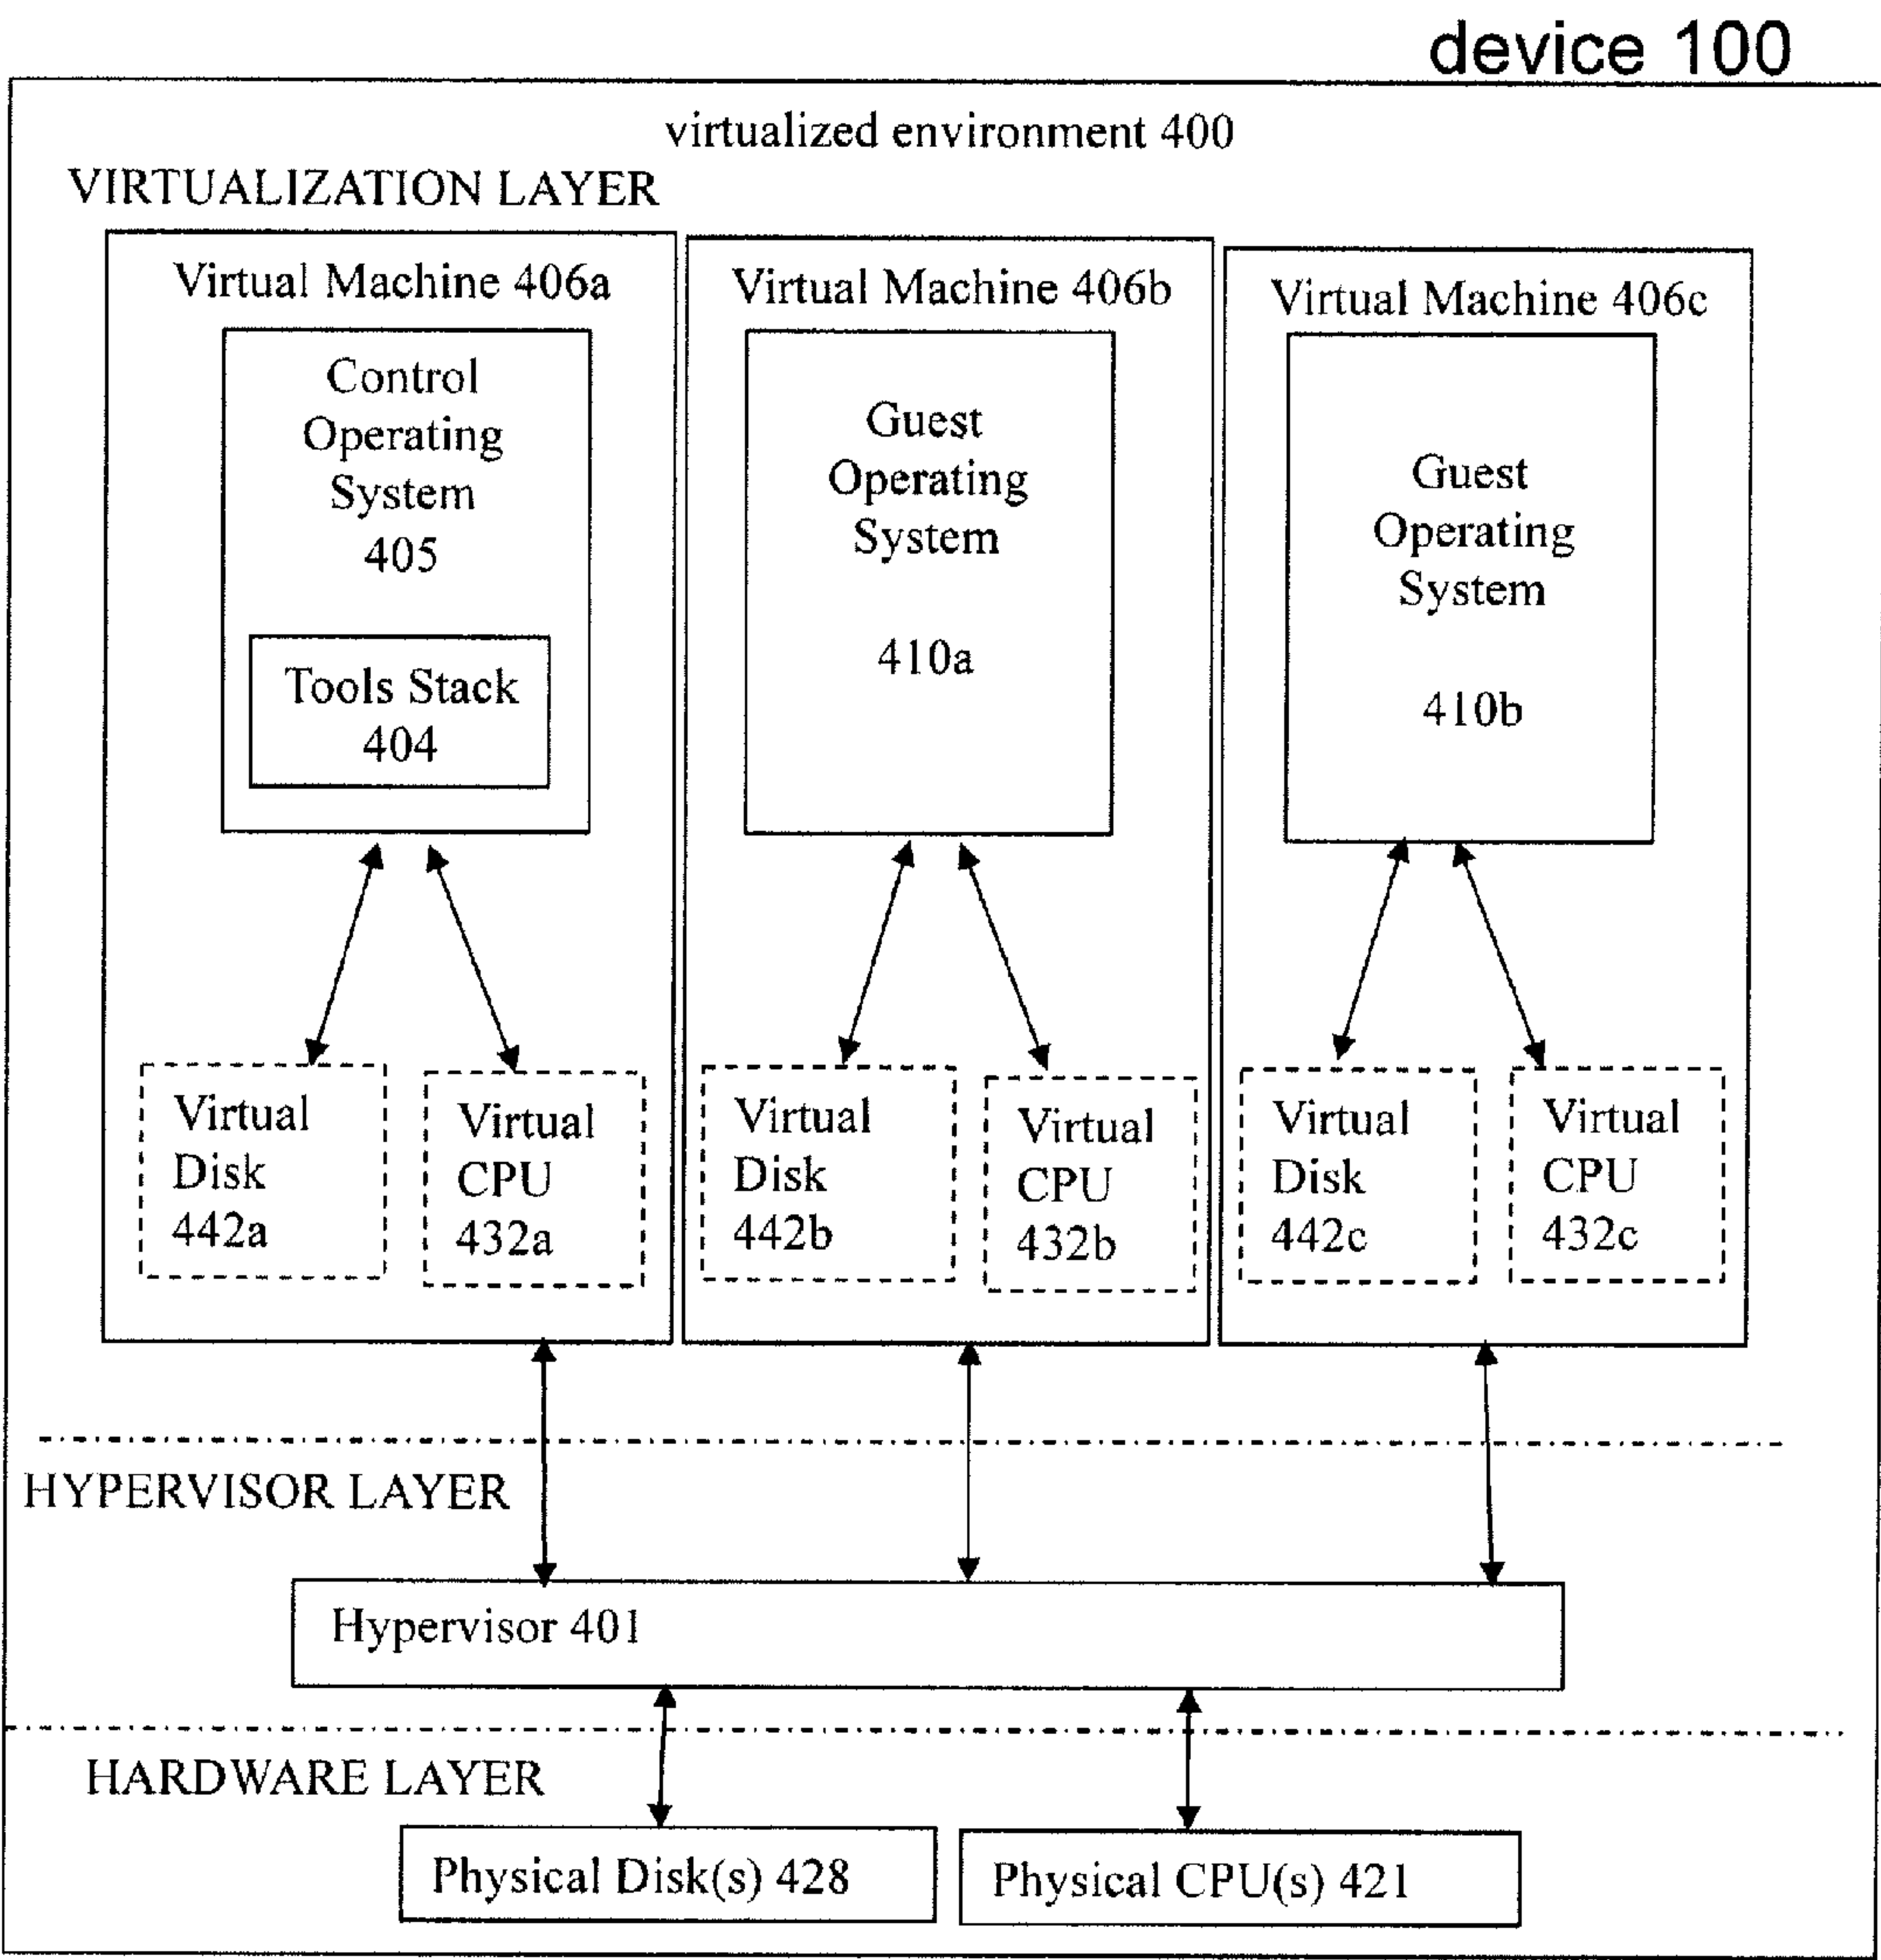 device 100
virtualized environment 400
VIRTUALIZATION LAYER
Virtual Machine 406a
Control
Operating
System
405
Tools Stack
404
Virtual
Disk
442a
Virtual
CPU
432a
Virtual Machine 406b
Guest
Operating
System
410a
Virtual
Disk
442b
Virtual
CPU
432b
Virtual Machine 406c
Guest
Operating
System
410b
Virtual
Disk
442c
Virtual
CPU
432c
HYPERVISOR LAYER
Hypervisor 401
HARDWARE LAYER
Physical Disk(s) 428
Physical CPU(s) 421